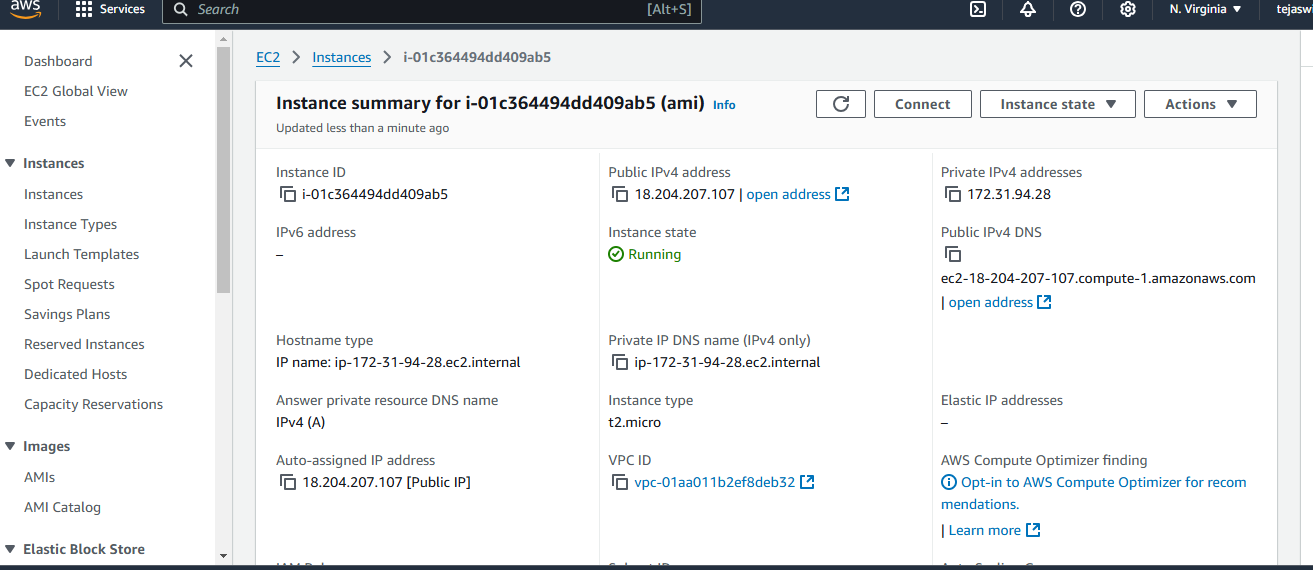 aws
Services
Search
[Alt+S]
N. Virginia
tejasw
Dashboard
EC2 Global View
Events
Instances
Instances
Instance Types
Launch Templates
Spot Requests
Savings Plans
Reserved Instances
Dedicated Hosts
Capacity Reservations
Images
AMIs
AMI Catalog
Elastic Block Store
EC2 > Instances > i-01c364494dd409ab5
Instance summary for i-01c364494dd409ab5 (ami) Info
Updated less than a minute ago
Connect
Instance state
Actions
Instance ID
i-01c364494dd409ab5
Public IPv4 address
18.204.207.107 | open address
Private IPv4 addresses
172.31.94.28
IPv6 address
–
Instance state
Running
Public IPv4 DNS
ec2-18-204-207-107.compute-1.amazonaws.com
| open address
Hostname type
IP name: ip-172-31-94-28.ec2.internal
Private IP DNS name (IPv4 only)
ip-172-31-94-28.ec2.internal
Answer private resource DNS name
IPv4 (A)
Instance type
t2.micro
Elastic IP addresses
–
Auto-assigned IP address
18.204.207.107 [Public IP]
VPC ID
vpc-01aa011b2ef8deb32
AWS Compute Optimizer finding
Opt-in to AWS Compute Optimizer for recom
mendations.
| Learn more